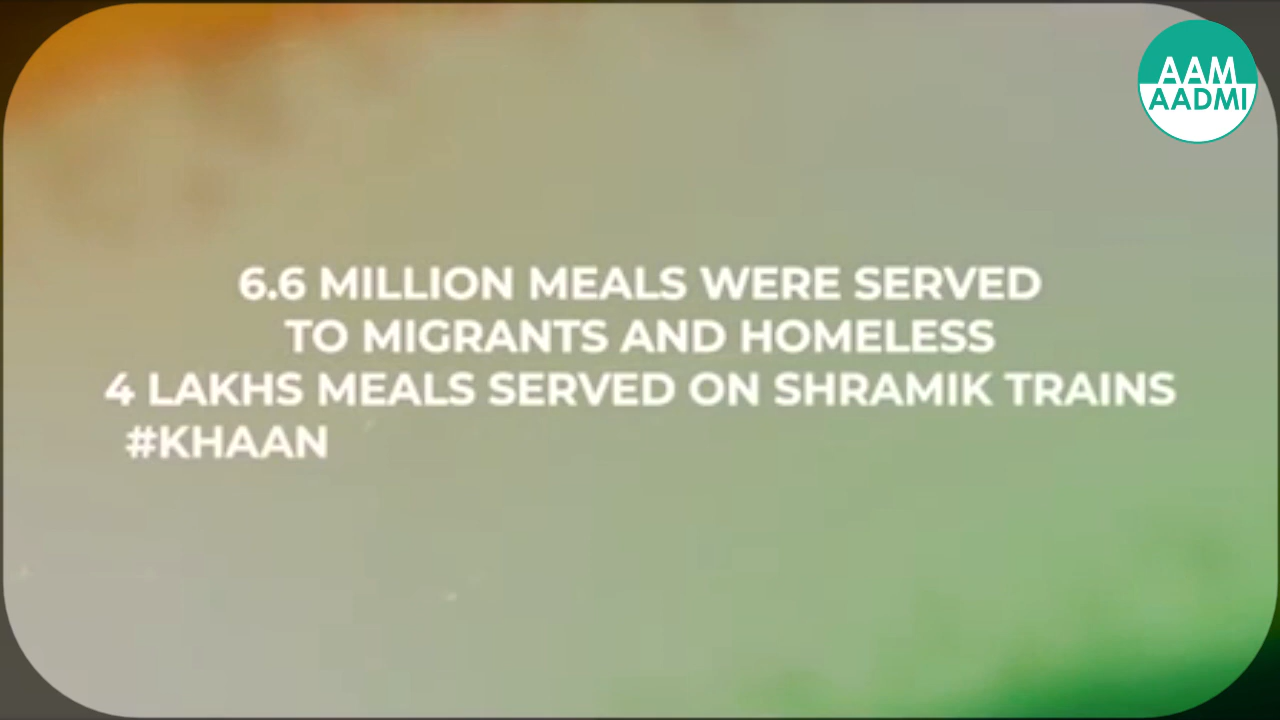 AAM
AADMI
6.6 MILLION MEALS WERE SERVED
TO MIGRANTS AND HOMELESS
4 LAKHS MEALS SERVED ON SHRAMIK TRAINS
#KHAAN